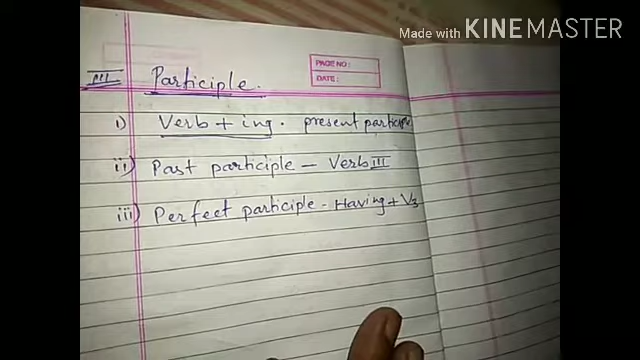 Made with KINEMASTER
PAGE NO:
DATE:
III Participle.
i) Verb + ing. present participle
ii) Past participle - Verb III
iii) Perfect participle - Having + V3